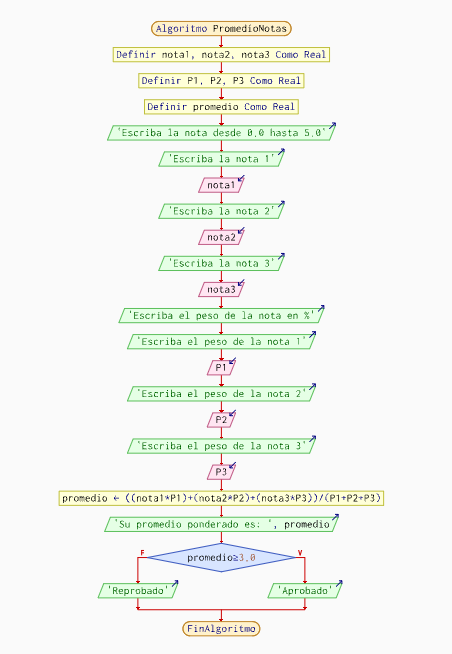 Algoritmo PromedioNotas
Definir nota1, nota2, nota3 Como Real
Definir P1, P2, P3 Como Real
Definir promedio Como Real
'Escriba la nota desde 0.0 hasta 5.0'
'Escriba la nota 1'
nota1
'Escriba la nota 2'
nota2
'Escriba la nota 3'
nota3
'Escriba el peso de la nota en %'
'Escriba el peso de la nota 1'
P1
'Escriba el peso de la nota 2'
P2
'Escriba el peso de la nota 3'
P3
promedio ← ((nota1*P1)+(nota2*P2)+(nota3*P3))/(P1+P2+P3)
'Su promedio ponderado es: ', promedio
F
V
promedio≥3.0
'Reprobado'
'Aprobado'
FinAlgoritmo